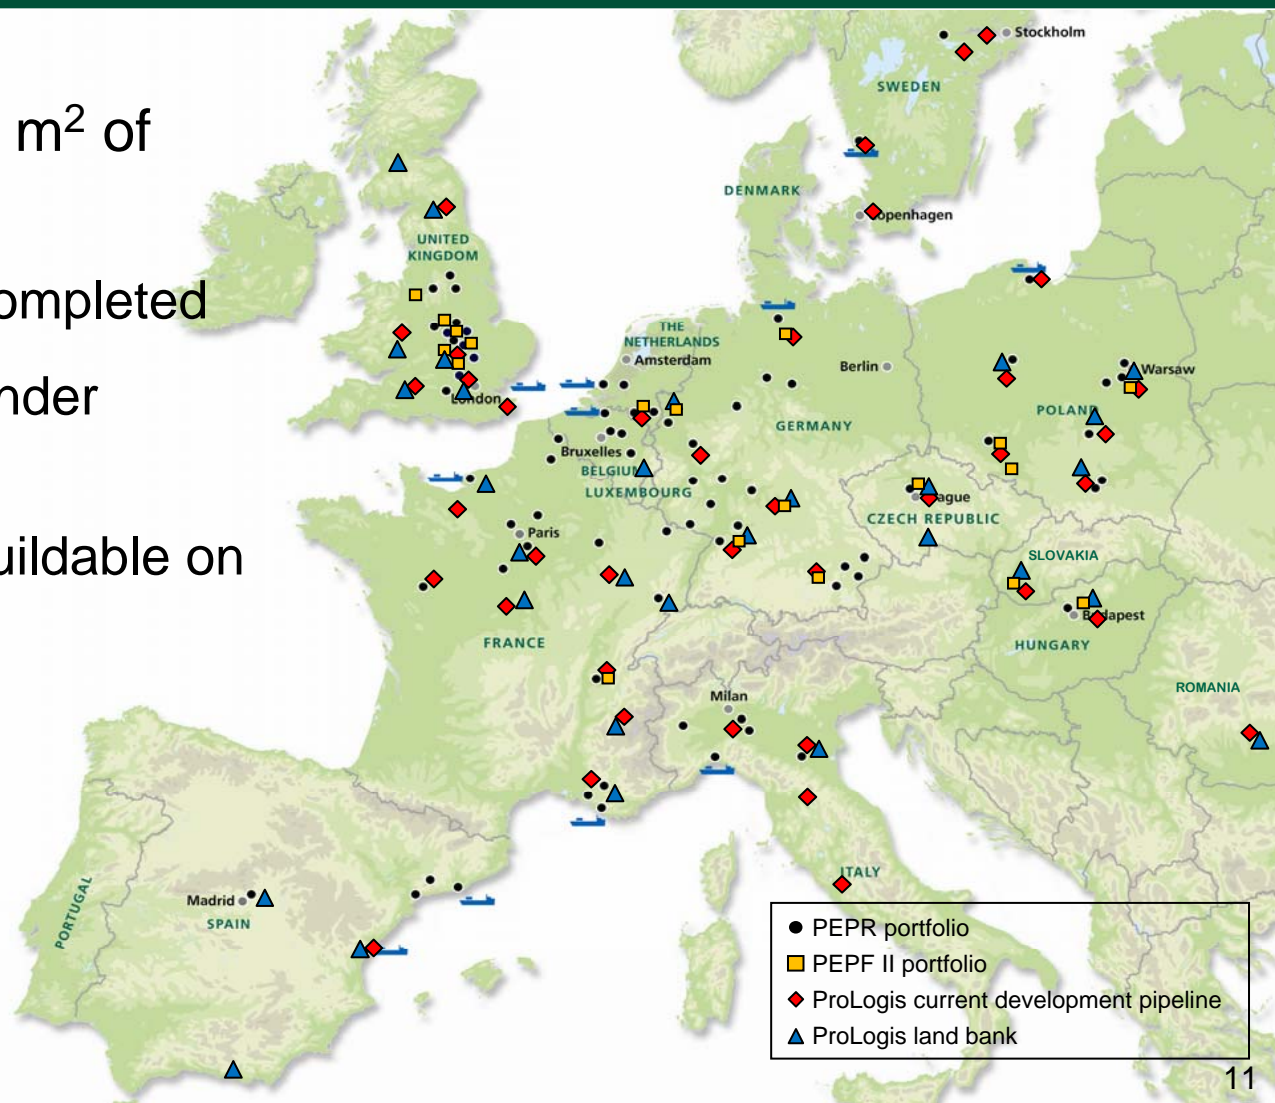 m² of
ompleted
nder
uildable on
Stockholm
SWEDEN
DENMARK
openhagen
UNITED
KINGDOM
THE
NETHERLANDS
Amsterdam
Berlin
Warsaw
London
POLAND
GERMANY
Bruxelles
BELGIUM
LUXEMBOURG
ague
CZECH REPUBLIC
Paris
SLOVAKIA
Budapest
FRANCE
HUNGARY
ROMANIA
Milan
ITALY
Madrid
SPAIN
PORTUGAL
PEPR portfolio
PEPF II portfolio
ProLogis current development pipeline
ProLogis land bank
11